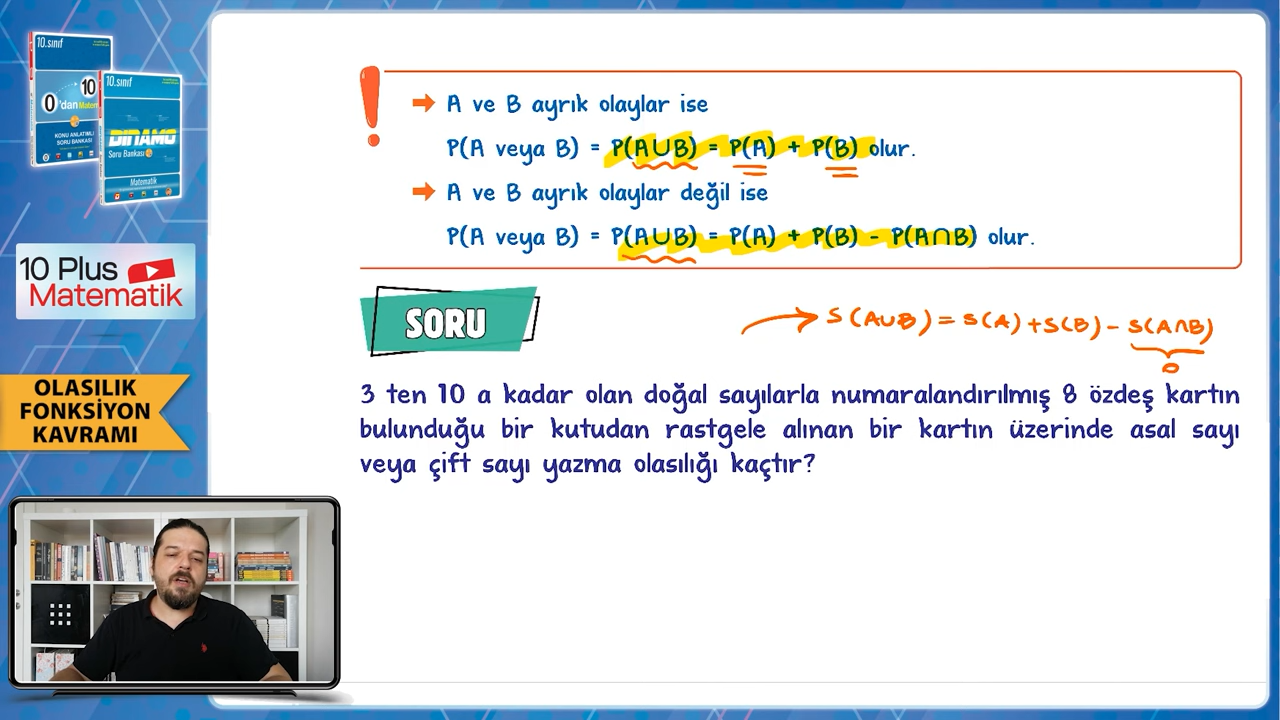 10.sınıf
10.sınıf
0'dan 10
KONU ANLATIMLI
SORU BANKASI
DİNAMO
Soru Bankası
Matematik
10 Plus
Matematik
OLASILIK
FONKSİYON
KAVRAMI
➡ A ve B ayrık olaylar ise
P(A veya B) = P(A∪B) = P(A) + P(B) olur.
➡ A ve B ayrık olaylar değil ise
P(A veya B) = P(A∪B) = P(A) + P(B) - P(A∩B) olur.
SORU
S(A∪B) = S(A) + S(B) - S(A∩B)
0
3 ten 10 a kadar olan doğal sayılarla numaralandırılmış 8 özdeş kartın
bulunduğu bir kutudan rastgele alınan bir kartın üzerinde asal sayı
veya çift sayı yazma olasılığı kaçtır?